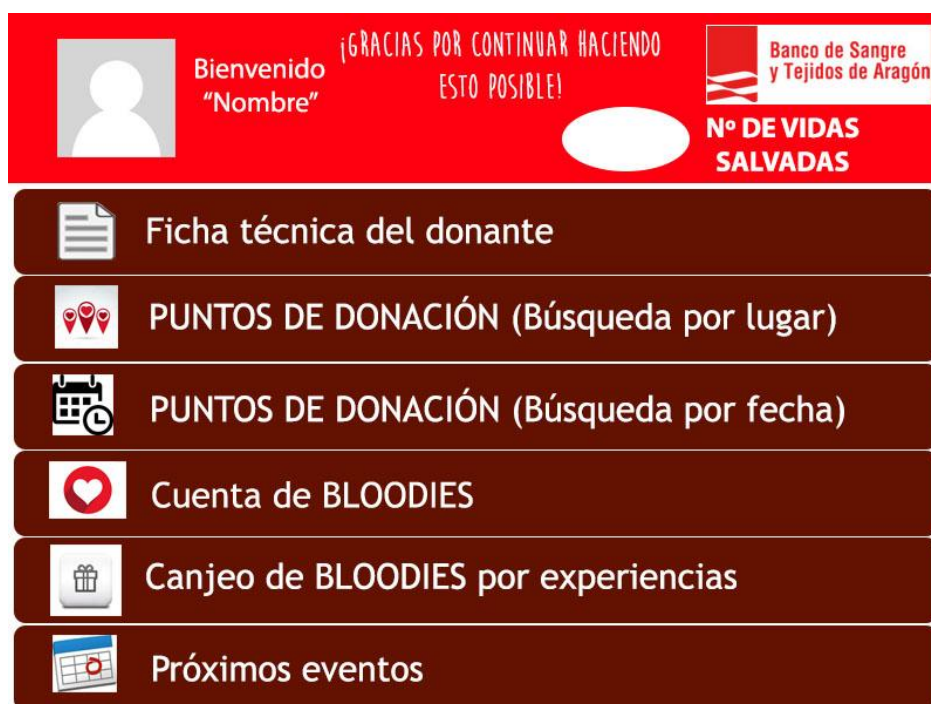 Bienvenido
"Nombre"
¡GRACIAS POR CONTINUAR HACIENDO
ESTO POSIBLE!
Banco de Sangre
y Tejidos de Aragón
Nº DE VIDAS
SALVADAS
Ficha técnica del donante
PUNTOS DE DONACIÓN (Búsqueda por lugar)
PUNTOS DE DONACIÓN (Búsqueda por fecha)
Cuenta de BLOODIES
Canjeo de BLOODIES por experiencias
Próximos eventos